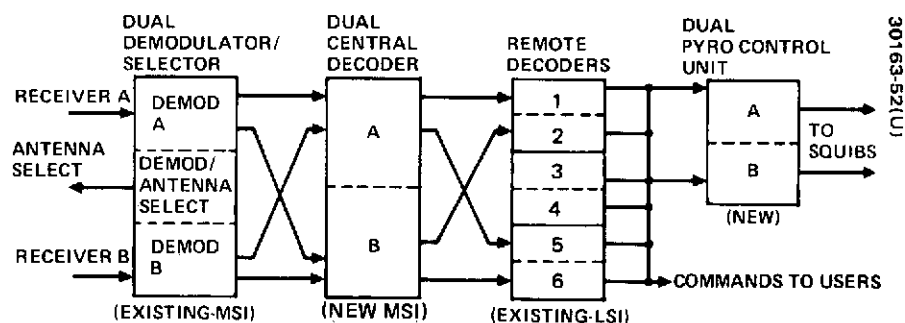 DUAL
DEMODULATOR/
SELECTOR
DUAL
CENTRAL
DECODER
REMOTE
DECODERS
DUAL
PYRO CONTROL
UNIT
30163-52(U)
RECEIVER A
DEMOD
A
ANTENNA
SELECT
DEMOD/
ANTENNA
SELECT
RECEIVER B
DEMOD
B
(EXISTING-MSI)
A
B
(NEW MSI)
1
2
3
4
5
6
(EXISTING-LSI)
A
B
(NEW)
TO
SQUIBS
COMMANDS TO USERS